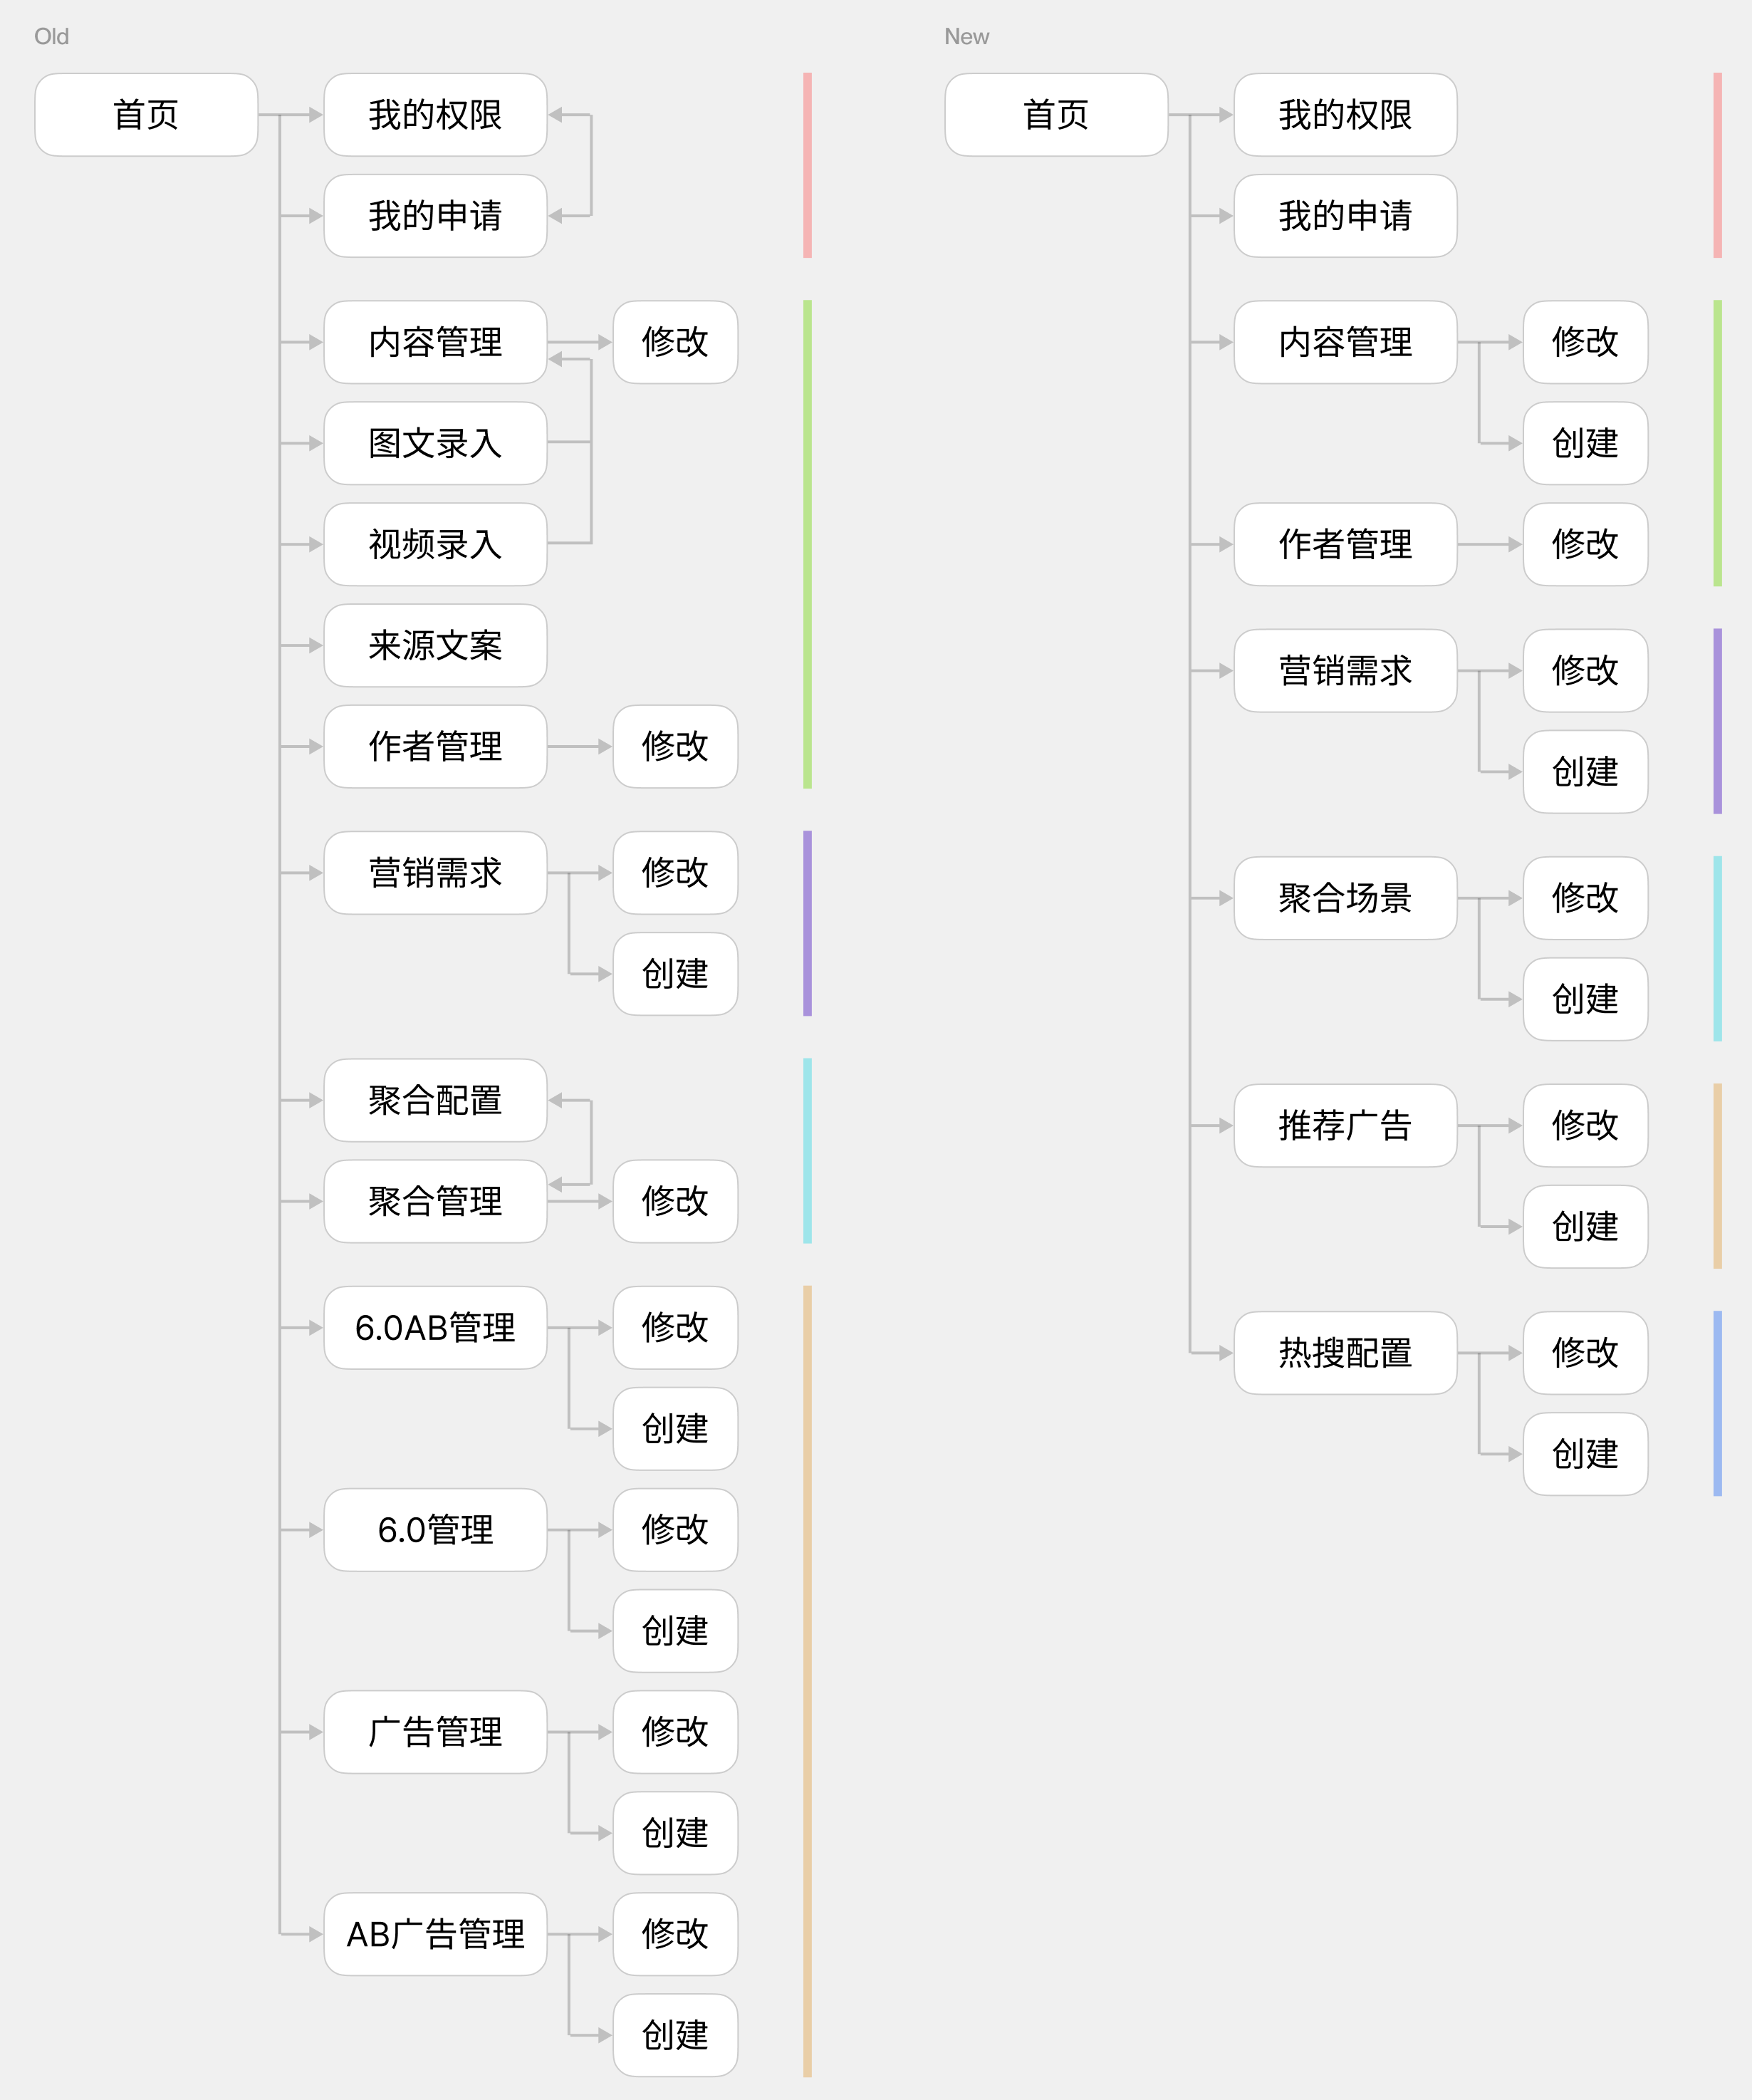 Old
首页
我的权限
我的申请
内容管理
修改
图文录入
视频录入
来源文案
作者管理
修改
营销需求
修改
创建
聚合配置
聚合管理
修改
6.0AB管理
修改
创建
6.0管理
修改
创建
广告管理
修改
创建
AB广告管理
修改
创建
New
首页
我的权限
我的申请
内容管理
修改
创建
作者管理
修改
营销需求
修改
创建
聚合场景
修改
创建
推荐广告
修改
创建
热搜配置
修改
创建